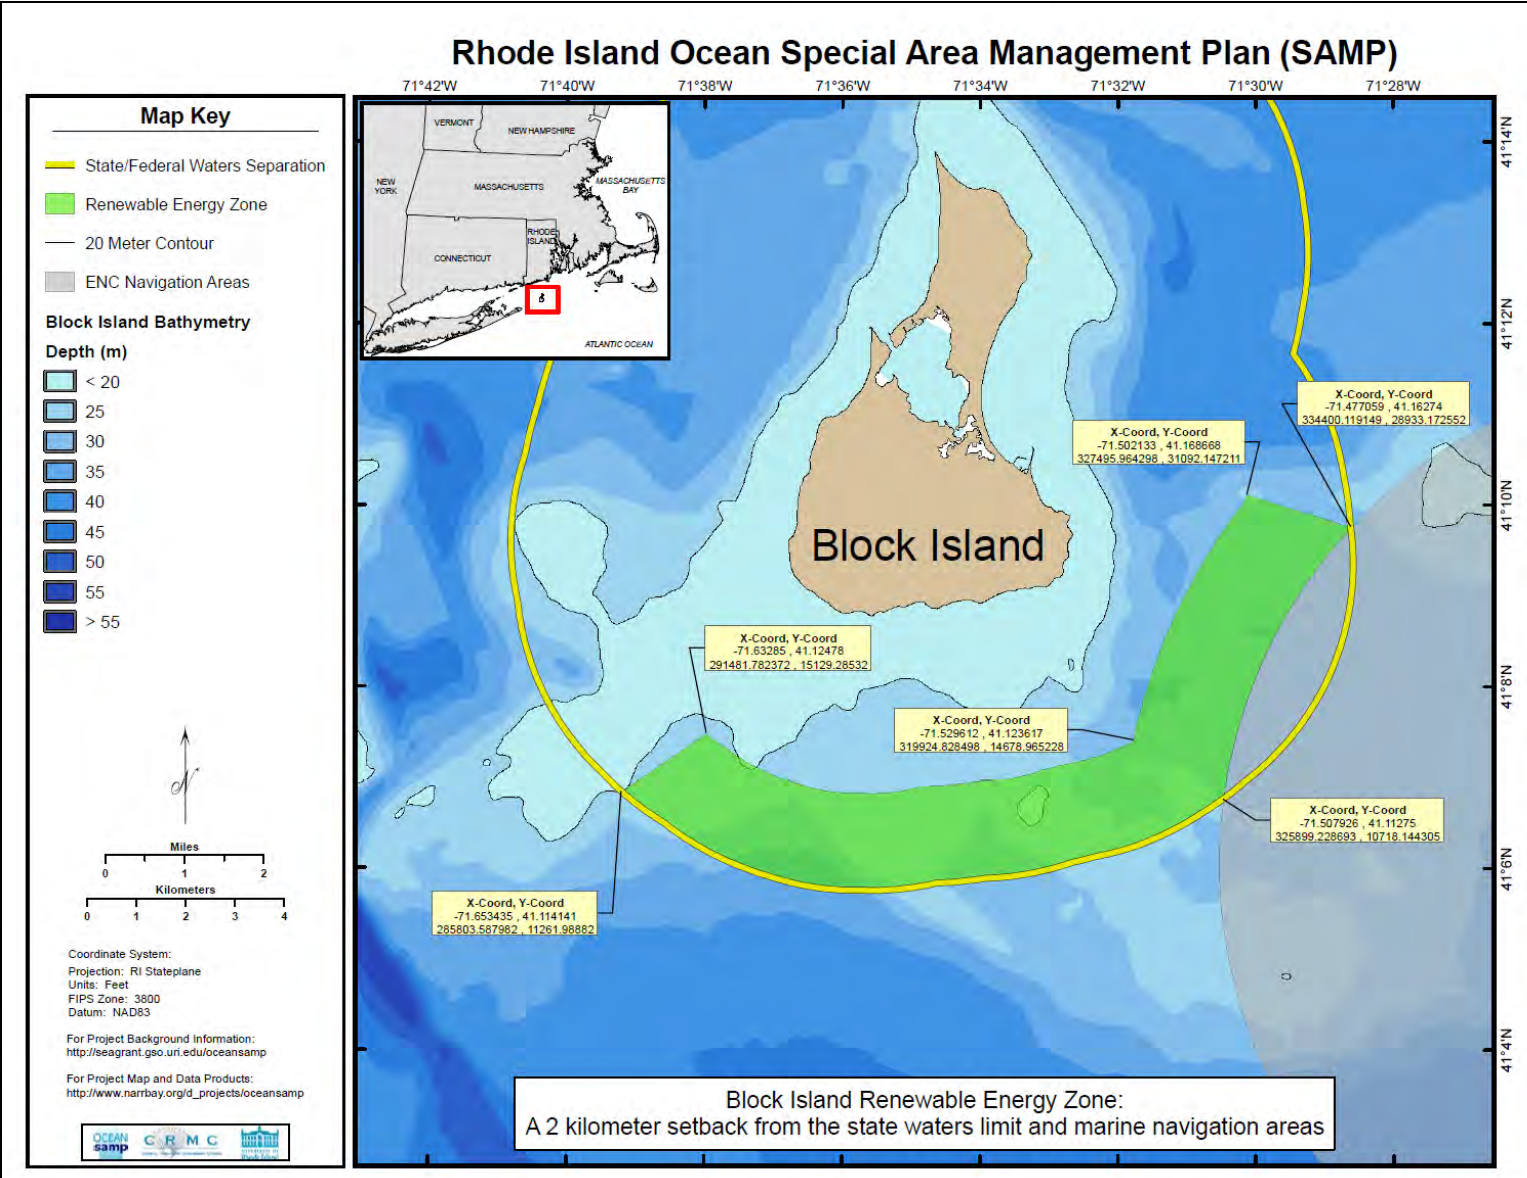 Rhode Island Ocean Special Area Management Plan (SAMP)
71°42'W
71°40'W
71°38'W
71°36'W
71°34'W
71°32'W
71°30'W
71°28'W
Map Key
State/Federal Waters Separation
Renewable Energy Zone
20 Meter Contour
ENC Navigation Areas
Block Island Bathymetry
Depth (m)
< 20
25
30
35
40
45
50
55
> 55
Miles
0 1 2
Kilometers
0 1 2 3 4
Coordinate System:
Projection: RI Stateplane
Units: Feet
FIPS Zone: 3800
Datum: NAD83
For Project Background Information:
http://seagrant.gso.uri.edu/oceansamp
For Project Map and Data Products:
http://www.narrbay.org/d_projects/oceansamp
OCEAN
samp
C R M C
VERMONT
NEW HAMPSHIRE
NEW
YORK
MASSACHUSETTS
MASSACHUSETTS
BAY
CONNECTICUT
RHODE
ISLAND
ATLANTIC OCEAN
Block Island
X-Coord, Y-Coord
-71.477059 , 41.16274
334400.119149 , 28933.172552
X-Coord, Y-Coord
-71.502133 , 41.168668
327495.964298 , 31092.147211
X-Coord, Y-Coord
-71.63285 , 41.12478
291481.782372 , 15129.28532
X-Coord, Y-Coord
-71.529612 , 41.123617
319924.828498 , 14678.965228
X-Coord, Y-Coord
-71.507926 , 41.11275
325899.228693 , 10718.144305
X-Coord, Y-Coord
-71.653435 , 41.114141
285803.587982 , 11261.98882
41°14'N
41°12'N
41°10'N
41°8'N
41°6'N
41°4'N
Block Island Renewable Energy Zone:
A 2 kilometer setback from the state waters limit and marine navigation areas